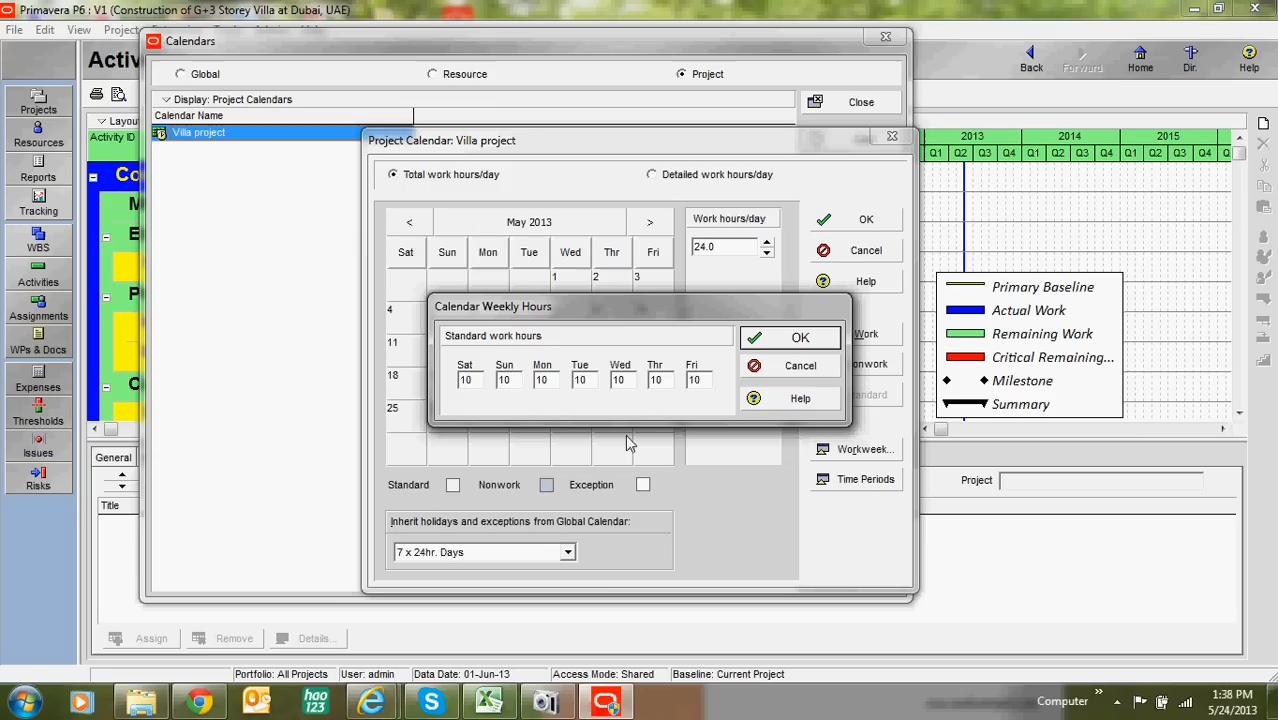 Primavera P6 : V1 (Construction of G+3 Storey Villa at Dubai, UAE)
File Edit View Project
Calendars
Activ
Back Forward Home Dir. Help
Global Resource Project
Display: Project Calendars
Close
Calendar Name
Villa project
Projects
Resources
Reports
Tracking
WBS
Activities
Assignments
WPs & Docs
Expenses
Thresholds
Issues
Risks
Layou
Activity ID
Co
M
E
P
C
Project Calendar: Villa project
Total work hours/day Detailed work hours/day
< May 2013 >
Work hours/day
24.0
Sat Sun Mon Tue Wed Thr Fri
1 2 3
4
11
18
25
OK
Cancel
Help
Work
Nonwork
Standard
Workweek...
Time Periods
Calendar Weekly Hours
Standard work hours
Sat Sun Mon Tue Wed Thr Fri
10 10 10 10 10 10 10
OK
Cancel
Help
Standard Nonwork Exception
Inherit holidays and exceptions from Global Calendar:
7 x 24hr. Days
2013 2014 2015
Q1 Q2 Q3 Q4 Q1 Q2 Q3 Q4 Q1 Q2 Q3 Q4 Q
Primary Baseline
Actual Work
Remaining Work
Critical Remaining...
Milestone
Summary
General
Project
Title
Assign Remove Details...
Portfolio: All Projects User: admin Data Date: 01-Jun-13 Access Mode: Shared Baseline: Current Project
hao
123
Computer
1:38 PM
5/24/2013